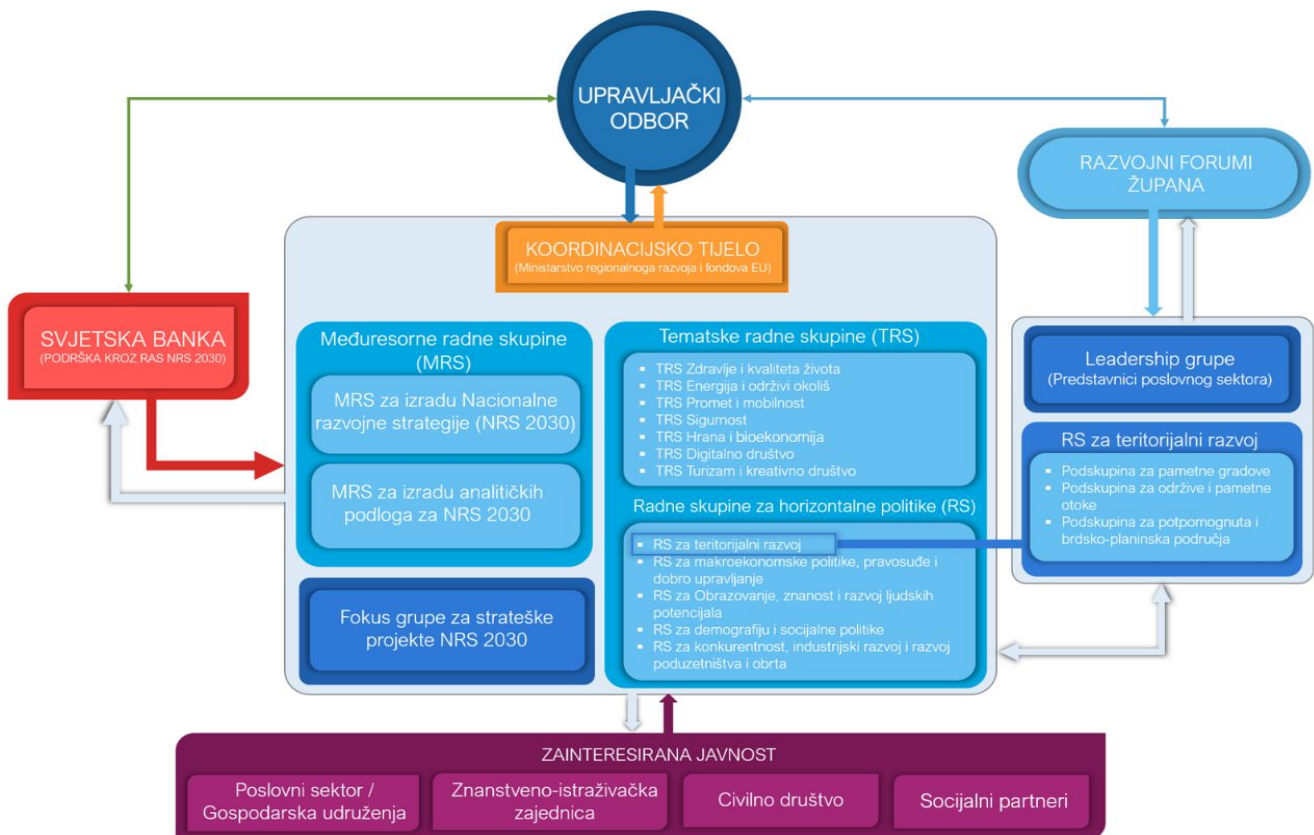 UPRAVLJAČKI
ODBOR
RAZVOJNI FORUMI
ŽUPANA
KOORDINACIJSKO TIJELO
(Ministarstvo regionalnoga razvoja i fondova EU)
SVJETSKA BANKA
(PODRŠKA KROZ RAS NRS 2030)
Međuresorne radne skupine
(MRS)
MRS za izradu Nacionalne
razvojne strategije (NRS 2030)
MRS za izradu analitičkih
podloga za NRS 2030
Fokus grupe za strateške
projekte NRS 2030
Tematske radne skupine (TRS)
▪ TRS Zdravlje i kvaliteta života
▪ TRS Energija i održivi okoliš
▪ TRS Promet i mobilnost
▪ TRS Sigurnost
▪ TRS Hrana i bioekonomija
▪ TRS Digitalno društvo
▪ TRS Turizam i kreativno društvo
Radne skupine za horizontalne politike (RS)
▪ RS za teritorijalni razvoj
▪ RS za makroekonomske politike, pravosuđe i
dobro upravljanje
▪ RS za Obrazovanje, znanost i razvoj ljudskih
potencijala
▪ RS za demografiju i socijalne politike
▪ RS za konkurentnost, industrijski razvoj i razvoj
poduzetništva i obrta
Leadership grupe
(Predstavnici poslovnog sektora)
RS za teritorijalni razvoj
▪ Podskupina za pametne gradove
▪ Podskupina za održive i pametne
otoke
▪ Podskupina za potpomognuta i
brdsko-planinska područja
ZAINTERESIRANA JAVNOST
Poslovni sektor /
Gospodarska udruženja
Znanstveno-istraživačka
zajednica
Civilno društvo
Socijalni partneri